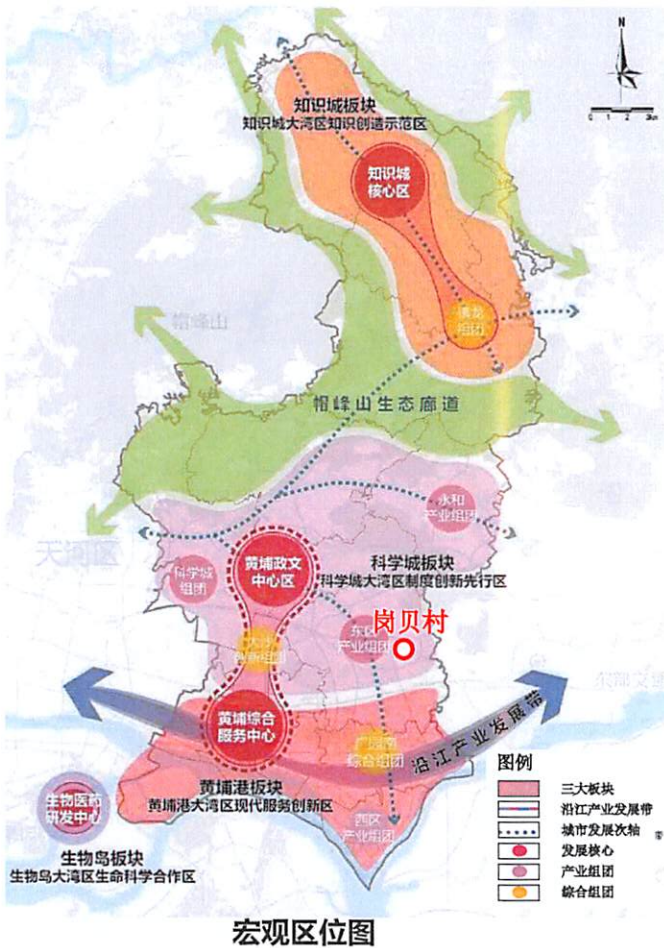 N
0 1 2 3km
知识城板块
知识城大湾区知识创造示范区
知识城
核心区
镇龙
组团
帽峰山
帽峰山生态廊道
永和
产业组团
天河区
黄埔政文
中心区
科学城板块
科学城大湾区制度创新先行区
科学城
组团
岗贝村
东区
产业组团
大沙
创新组团
黄埔综合
服务中心
沿江产业发展带
广园南
综合组团
黄埔港板块
黄埔港大湾区现代服务创新区
西区
产业组团
生物医药
研发中心
生物岛板块
生物岛大湾区生命科学合作区
图例
三大板块
沿江产业发展带
城市发展次轴
发展核心
产业组团
综合组团
宏观区位图